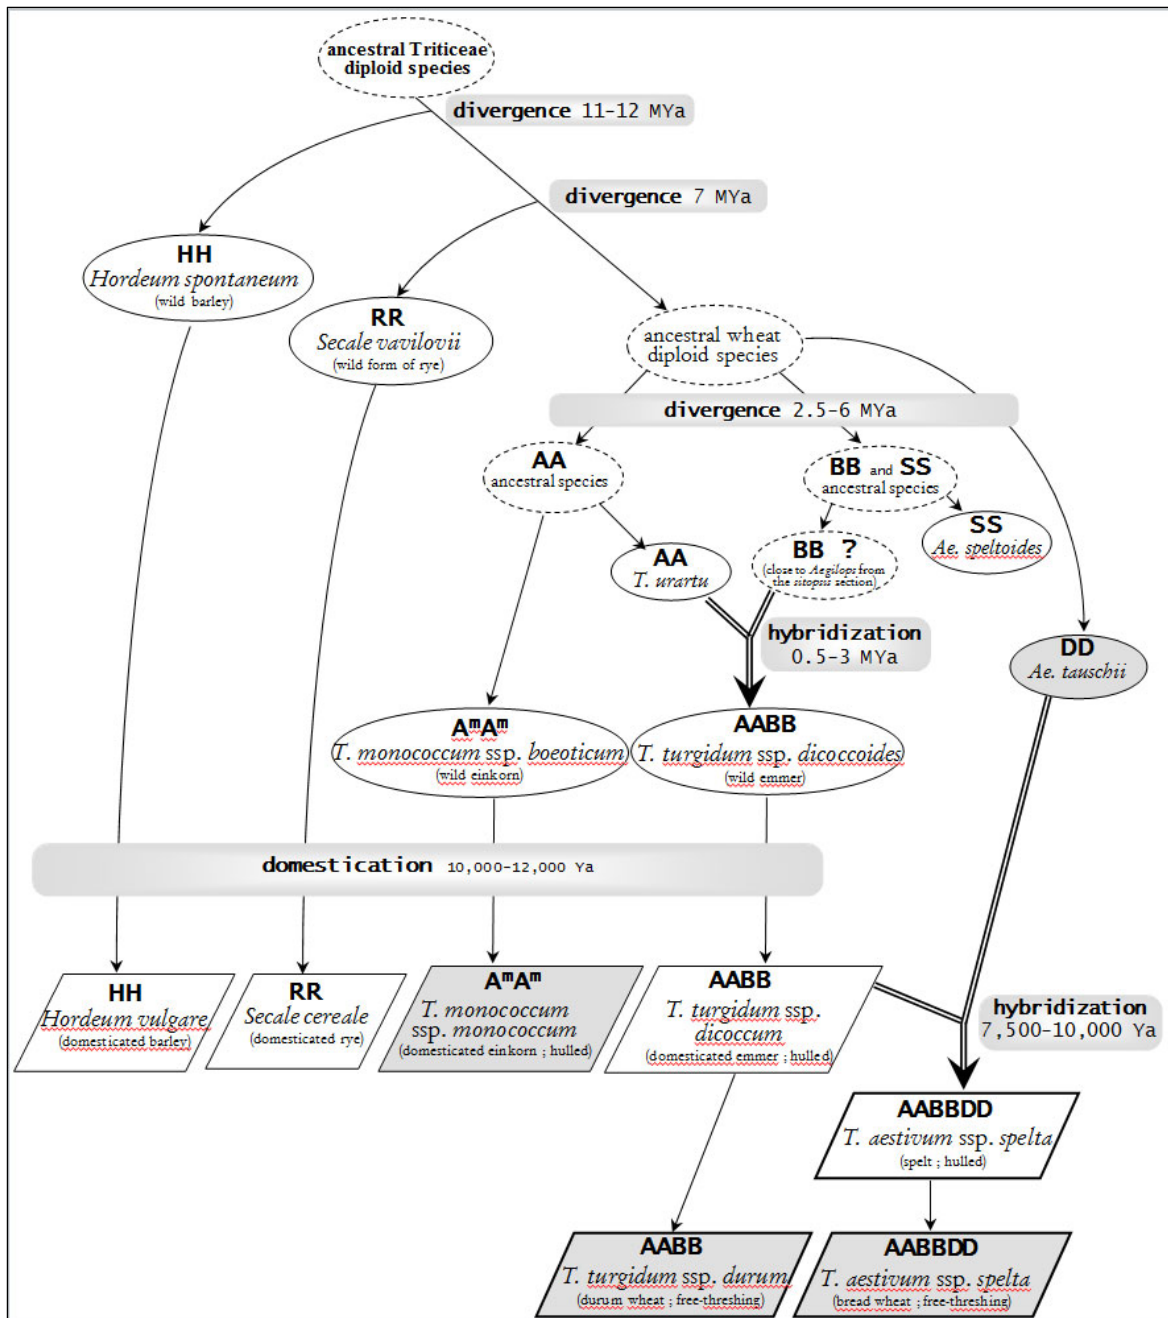 ancestral Triticeae
diploid species
divergence 11-12 MYa
divergence 7 MYa
HH
Hordeum spontaneum
(wild barley)
RR
Secale vavilovii
(wild form of rye)
ancestral wheat
diploid species
divergence 2.5-6 MYa
AA
ancestral species
BB and SS
ancestral species
SS
Ae. speltoides
AA
T. urartu
BB ?
(close to Aegilops from
the sitopsis section)
hybridization
0.5-3 MYa
DD
Ae. tauschii
AᵐAᵐ
T. monococcum ssp. boeoticum
(wild einkorn)
AABB
T. turgidum ssp. dicoccoides
(wild emmer)
domestication 10,000-12,000 Ya
HH
Hordeum vulgare
(domesticated barley)
RR
Secale cereale
(domesticated rye)
AᵐAᵐ
T. monococcum
ssp. monococcum
(domesticated einkorn ; hulled)
AABB
T. turgidum ssp.
dicoccum
(domesticated emmer ; hulled)
hybridization
7,500-10,000 Ya
AABBDD
T. aestivum ssp. spelta
(spelt ; hulled)
AABB
T. turgidum ssp. durum
(durum wheat ; free-threshing)
AABBDD
T. aestivum ssp. spelta
(bread wheat ; free-threshing)